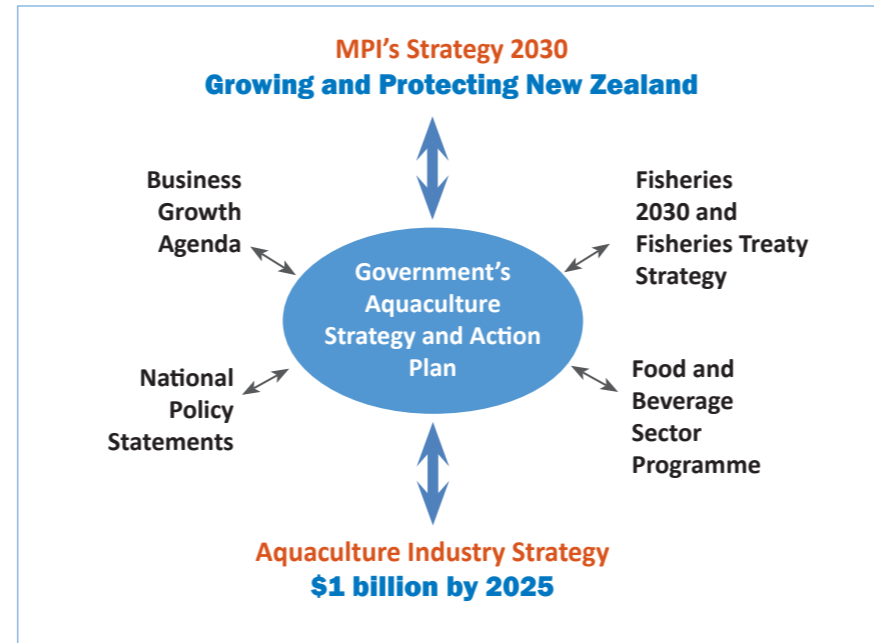 MPI’s Strategy 2030
Growing and Protecting New Zealand
Business
Growth
Agenda
Fisheries
2030 and
Fisheries Treaty
Strategy
Government’s
Aquaculture
Strategy and Action
Plan
National
Policy
Statements
Food and
Beverage
Sector
Programme
Aquaculture Industry Strategy
$1 billion by 2025